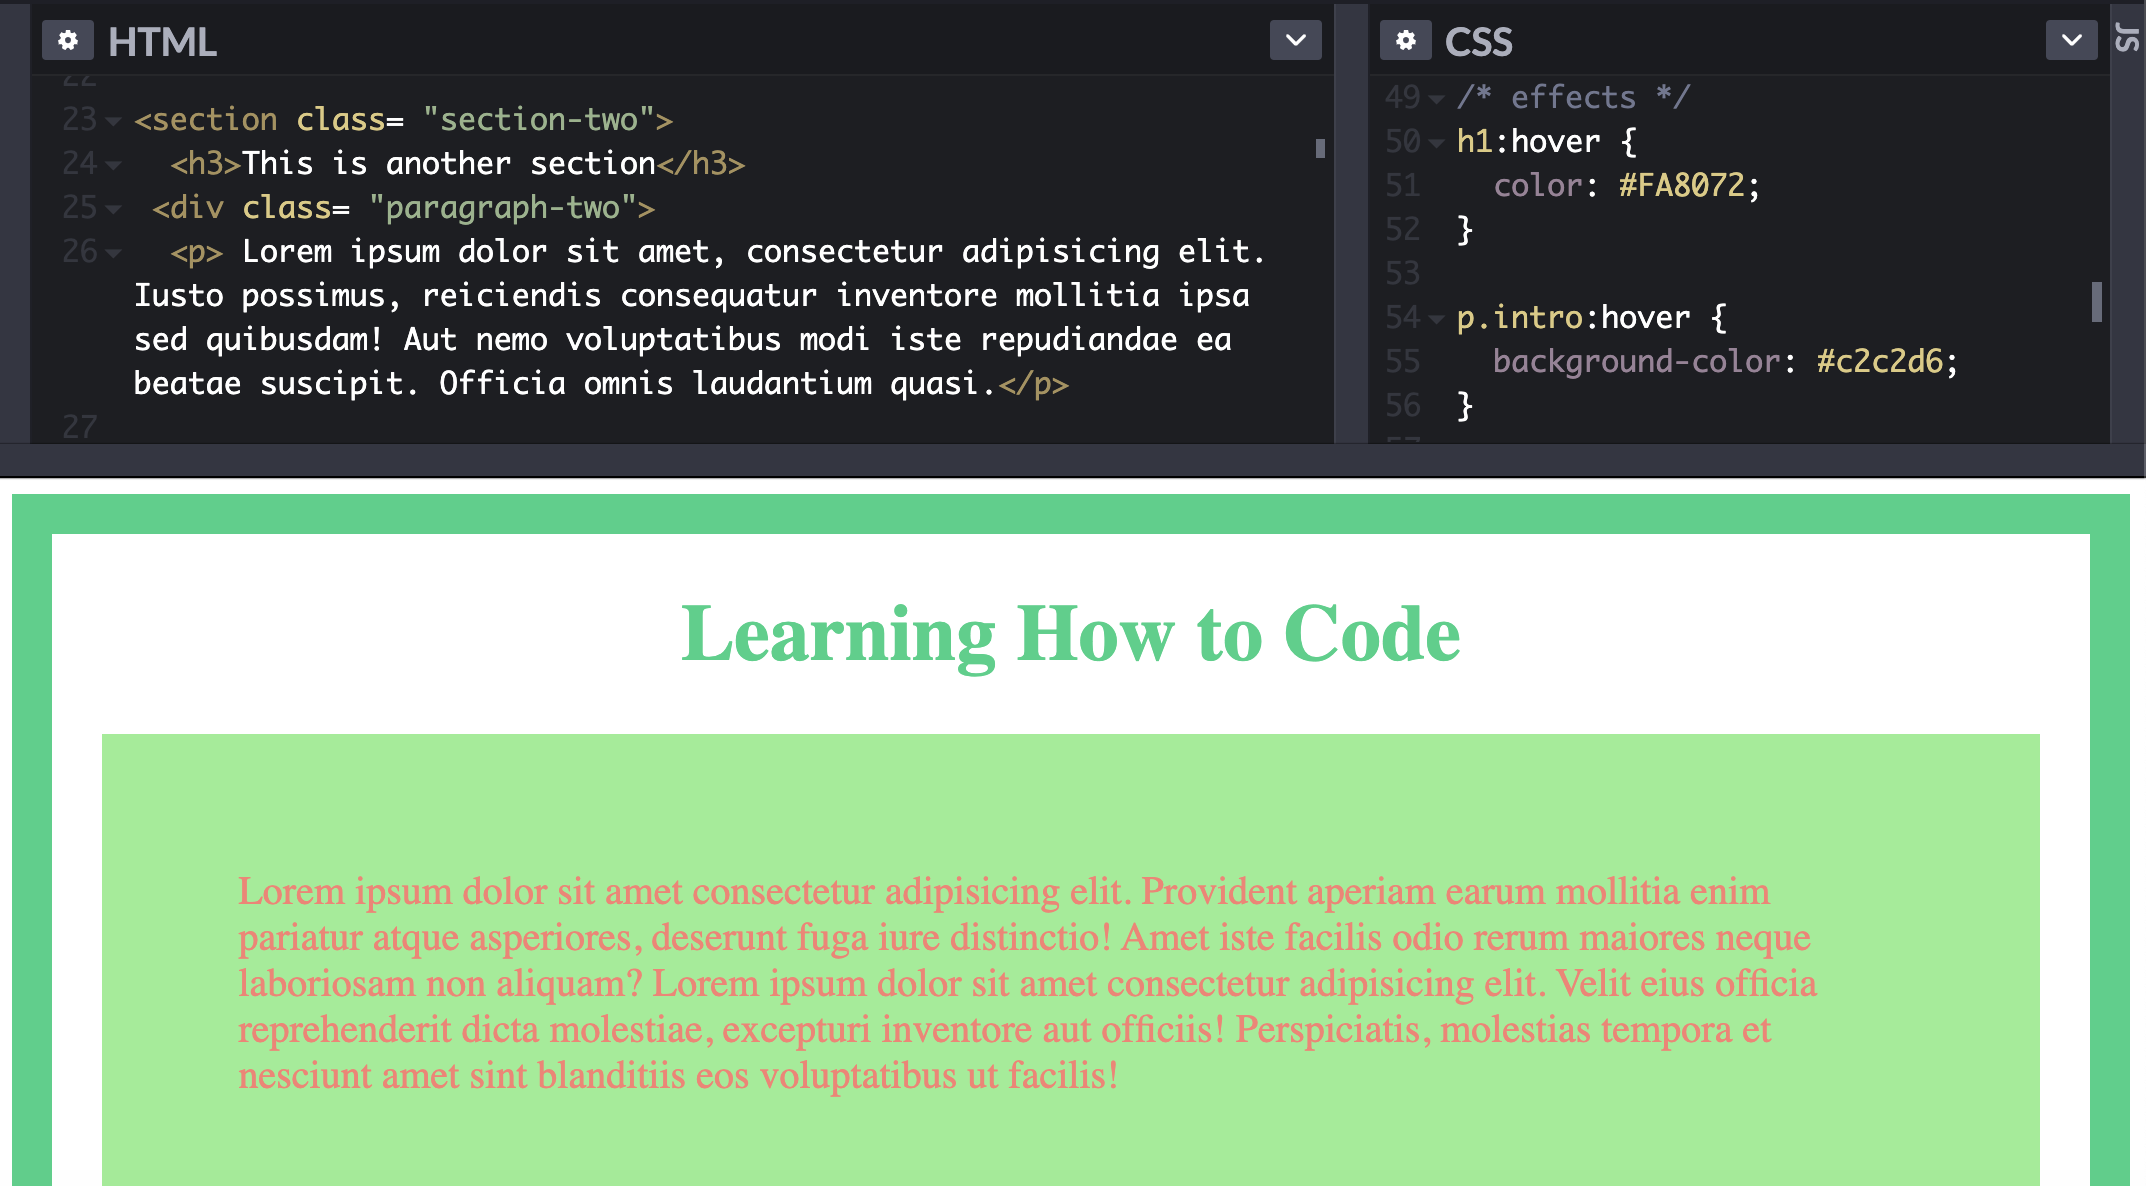 HTML
22
23 <section class= "section-two">
24 <h3>This is another section</h3>
25 <div class= "paragraph-two">
26 <p> Lorem ipsum dolor sit amet, consectetur adipisicing elit.
Iusto possimus, reiciendis consequatur inventore mollitia ipsa
sed quibusdam! Aut nemo voluptatibus modi iste repudiandae ea
beatae suscipit. Officia omnis laudantium quasi.</p>
27
CSS
49 /* effects */
50 h1:hover {
51 color: #FA8072;
52 }
53
54 p.intro:hover {
55 background-color: #c2c2d6;
56 }
57
JS
Learning How to Code
Lorem ipsum dolor sit amet consectetur adipisicing elit. Provident aperiam earum mollitia enim
pariatur atque asperiores, deserunt fuga iure distinctio! Amet iste facilis odio rerum maiores neque
laboriosam non aliquam? Lorem ipsum dolor sit amet consectetur adipisicing elit. Velit eius officia
reprehenderit dicta molestiae, excepturi inventore aut officiis! Perspiciatis, molestias tempora et
nesciunt amet sint blanditiis eos voluptatibus ut facilis!